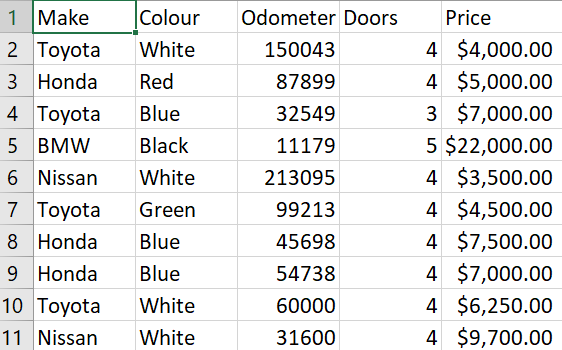 1 Make Colour Odometer Doors Price
2 Toyota White 150043 4 $4,000.00
3 Honda Red 87899 4 $5,000.00
4 Toyota Blue 32549 3 $7,000.00
5 BMW Black 11179 5 $22,000.00
6 Nissan White 213095 4 $3,500.00
7 Toyota Green 99213 4 $4,500.00
8 Honda Blue 45698 4 $7,500.00
9 Honda Blue 54738 4 $7,000.00
10 Toyota White 60000 4 $6,250.00
11 Nissan White 31600 4 $9,700.00